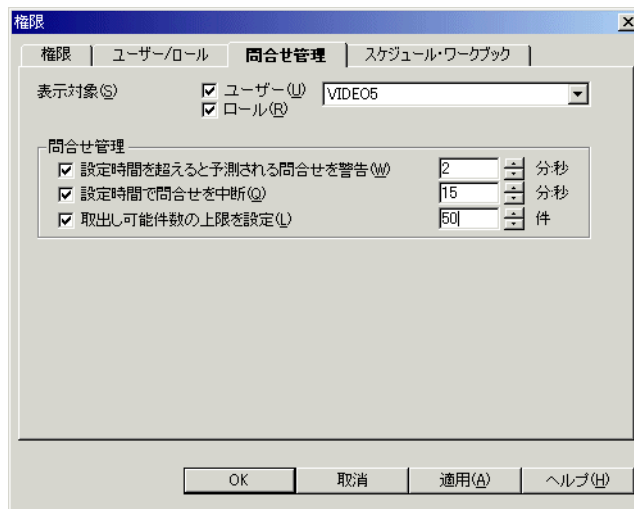 権限
権限 ユーザー/ロール 問合せ管理 スケジュール・ワークブック
表示対象(S) ユーザー(U) VIDEO5
ロール(R)
問合せ管理
設定時間を超えると予測される問合せを警告(W) 2 分:秒
設定時間で問合せを中断(Q) 15 分:秒
取出し可能件数の上限を設定(L) 50 件
OK 取消 適用(A) ヘルプ(H)